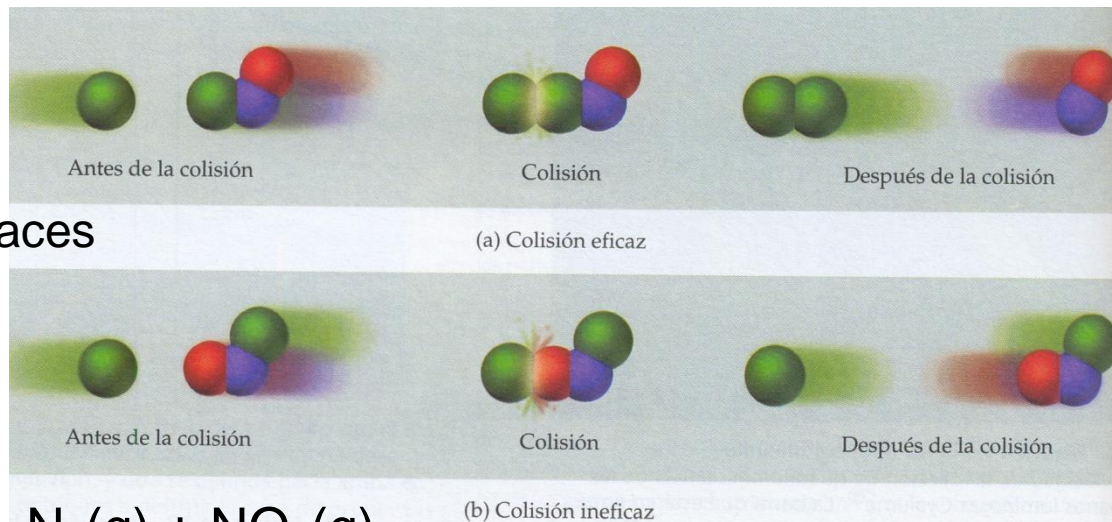 Antes de la colisión
Colisión
Después de la colisión
aces
(a) Colisión eficaz
Antes de la colisión
Colisión
Después de la colisión
(b) Colisión ineficaz
(g) + NO (g)